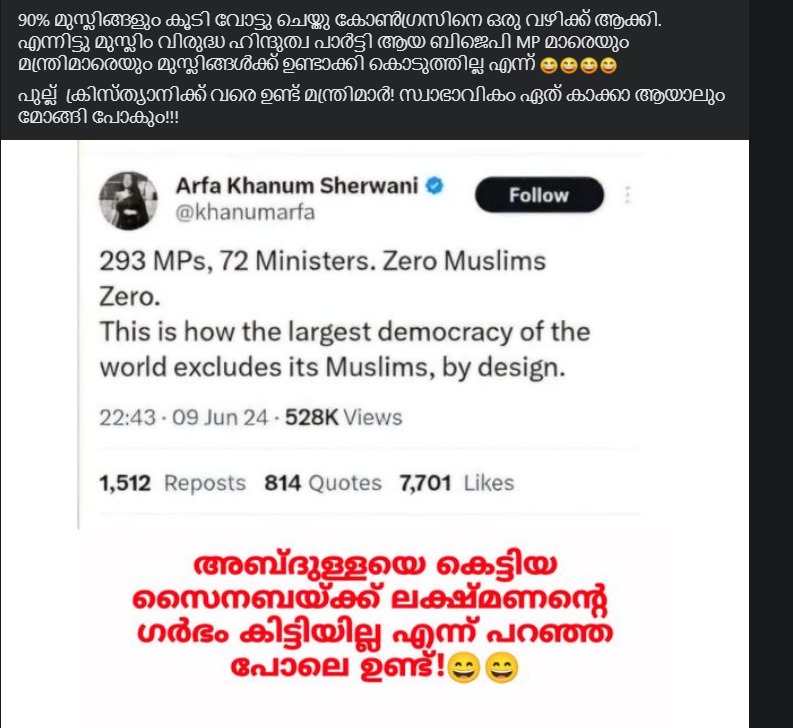 90% മുസ്ലിങ്ങളും കൂടി വോട്ടു ചെയ്തു കോൺഗ്രസിനെ ഒരു വഴിക്ക് ആക്കി.
എന്നിട്ടു മുസ്ലിം വിരുദ്ധ ഹിന്ദുത്വ പാർട്ടി ആയ ബിജെപി MP മാരെയും
മന്ത്രിമാരെയും മുസ്ലിങ്ങൾക്ക് ഉണ്ടാക്കി കൊടുത്തില്ല എന്ന് 😂😂😂😂
പുല്ല് ക്രിസ്ത്യാനിക്ക് വരെ ഉണ്ട് മന്ത്രിമാർ! സ്വാഭാവികം ഏത് കാക്കാ ആയാലും
മോങ്ങി പോകും!!!
Arfa Khanum Sherwani
Follow
@khanumarfa
293 MPs, 72 Ministers. Zero Muslims
Zero.
This is how the largest democracy of the
world excludes its Muslims, by design.
22:43 · 09 Jun 24 · 528K Views
1,512 Reposts 814 Quotes 7,701 Likes
അബ്ദുള്ളയെ കെട്ടിയ
സൈനബയ്ക്ക് ലക്ഷ്മണന്റെ
ഗർഭം കിട്ടിയില്ല എന്ന് പറഞ്ഞ
പോലെ ഉണ്ട്!😄😄